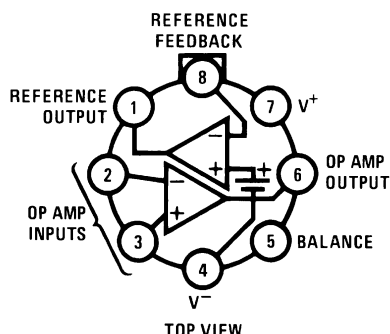 REFERENCE
FEEDBACK
8
REFERENCE
OUTPUT
1
7
V+
−
+
+
2
−
6
OP AMP
OUTPUT
OP AMP
INPUTS
+
3
5
BALANCE
4
V−
TOP VIEW